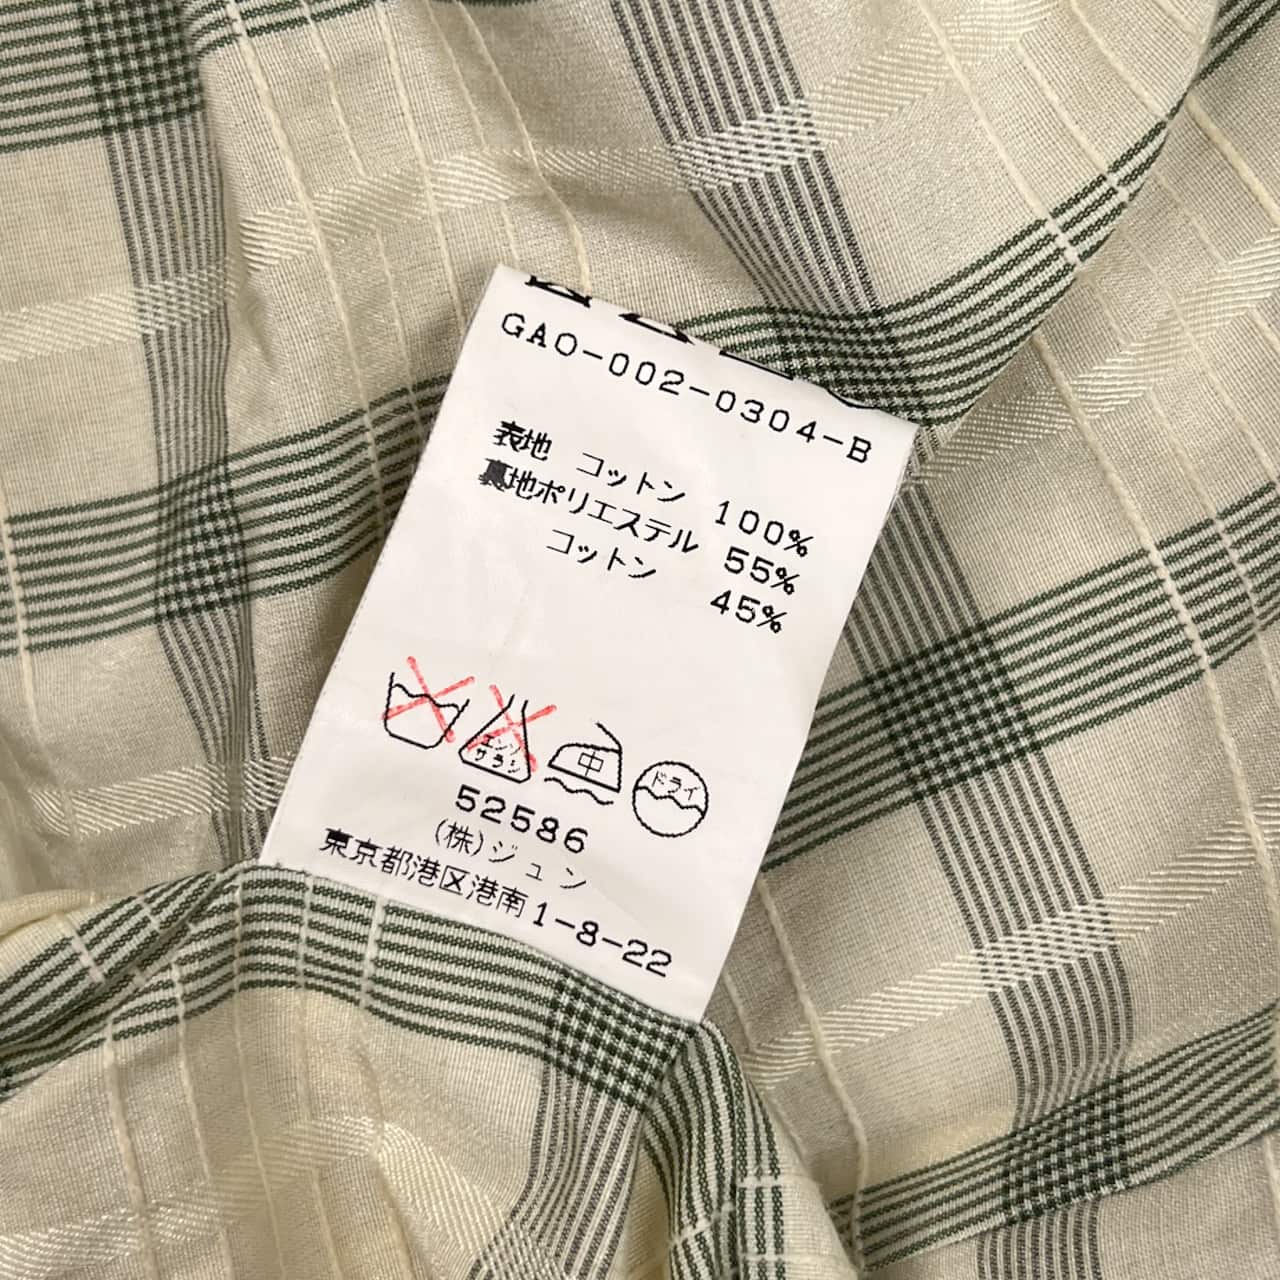 GAO-002-0304-B
表地 コットン 100%
裏地ポリエステル 55%
コットン 45%
エンソ
サラシ
中
ドライ
52586
(株)ジュン
東京都港区港南1-8-22